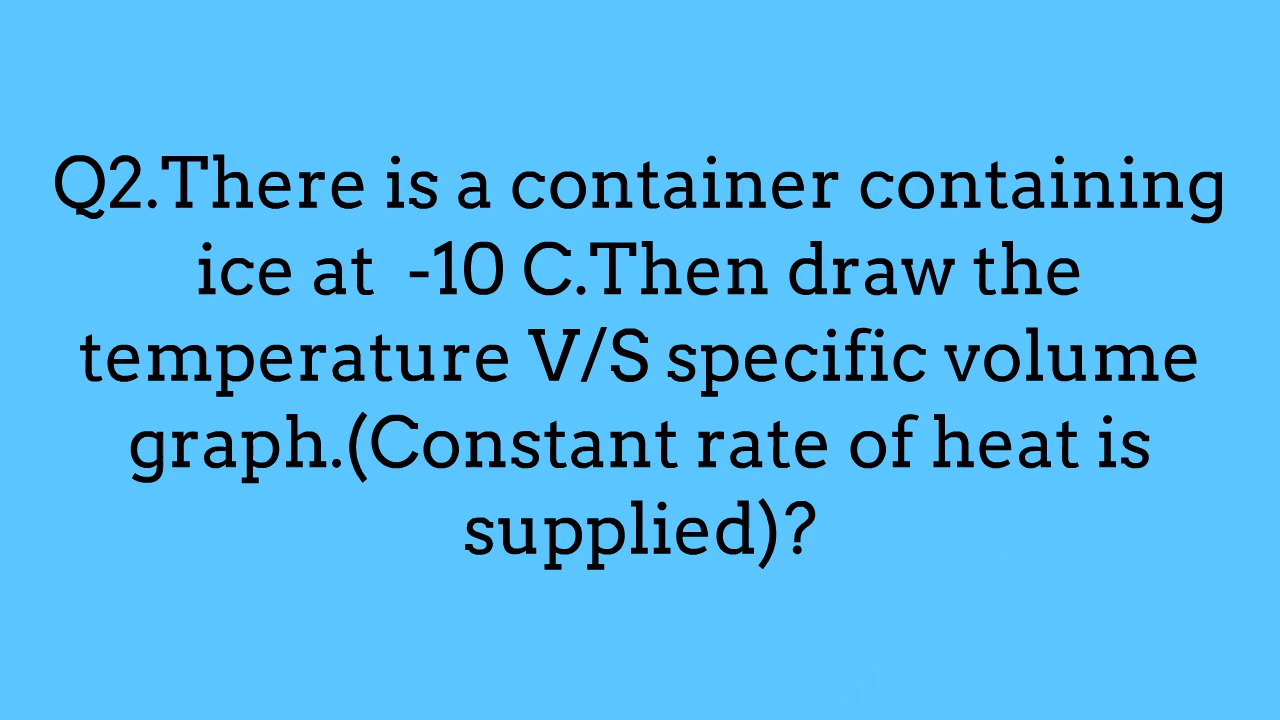 Q2.There is a container containing
ice at  -10 C.Then draw the
temperature V/S specific volume
graph.(Constant rate of heat is
supplied)?